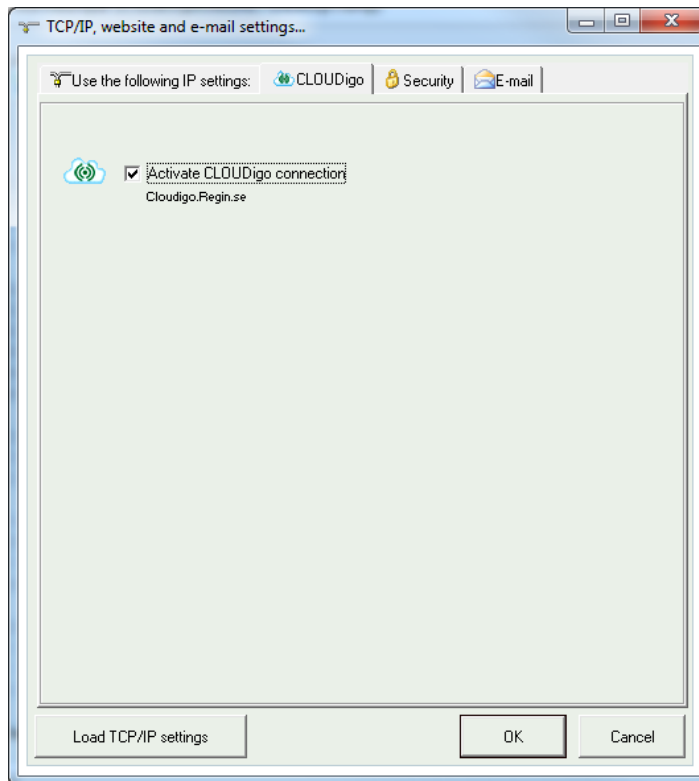 TCP/IP, website and e-mail settings...
Use the following IP settings: CLOUDigo Security E-mail
Activate CLOUDigo connection
Cloudigo.Regin.se
Load TCP/IP settings OK Cancel